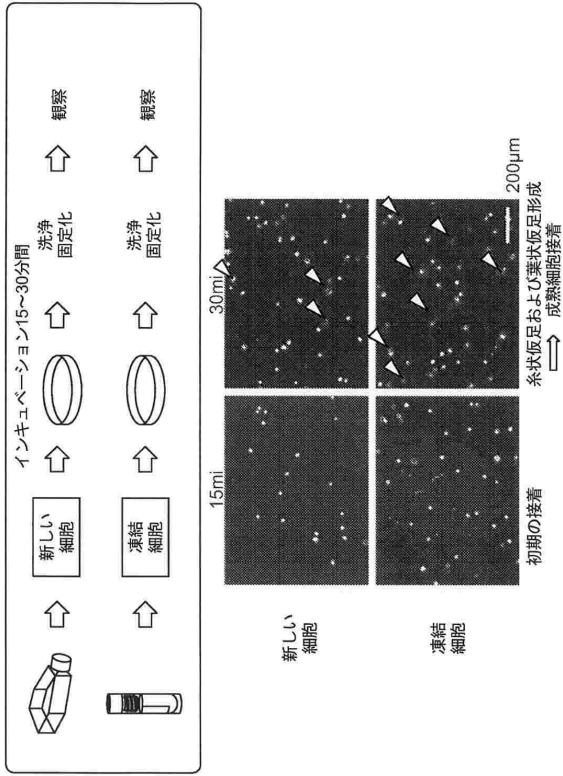 インキュベーション15～30分間
新しい
細胞
洗浄
固定化
観察
凍結
細胞
洗浄
固定化
観察
15mi
30mi
新しい
細胞
凍結
細胞
200μm
初期の接着
糸状仮足および葉状仮足形成
成熟細胞接着